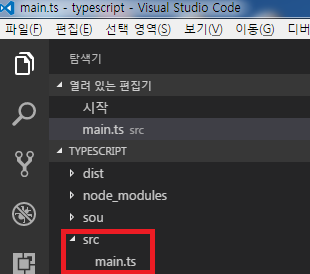 main.ts - typescript - Visual Studio Code
파일(F) 편집(E) 선택 영역(S) 보기(V) 이동(G) 디버
탐색기
열려 있는 편집기
시작
main.ts src
TYPESCRIPT
dist
node_modules
sou
src
main.ts